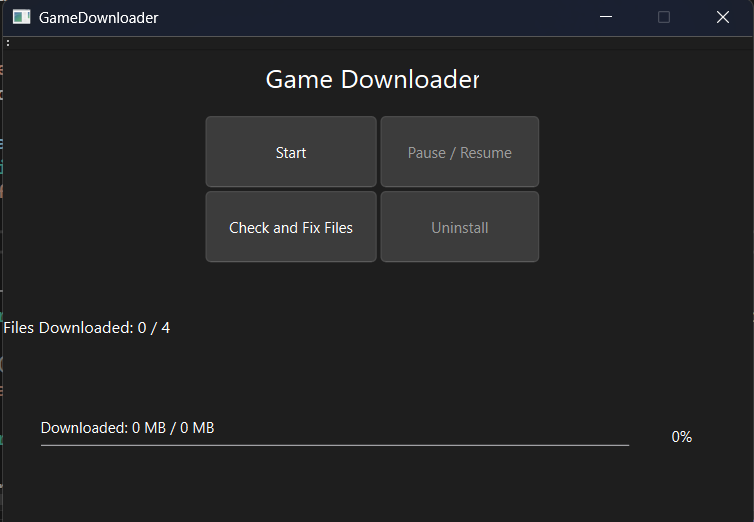 GameDownloader
:
Game Downloader
Start
Pause / Resume
Check and Fix Files
Uninstall
Files Downloaded: 0 / 4
Downloaded: 0 MB / 0 MB
0%